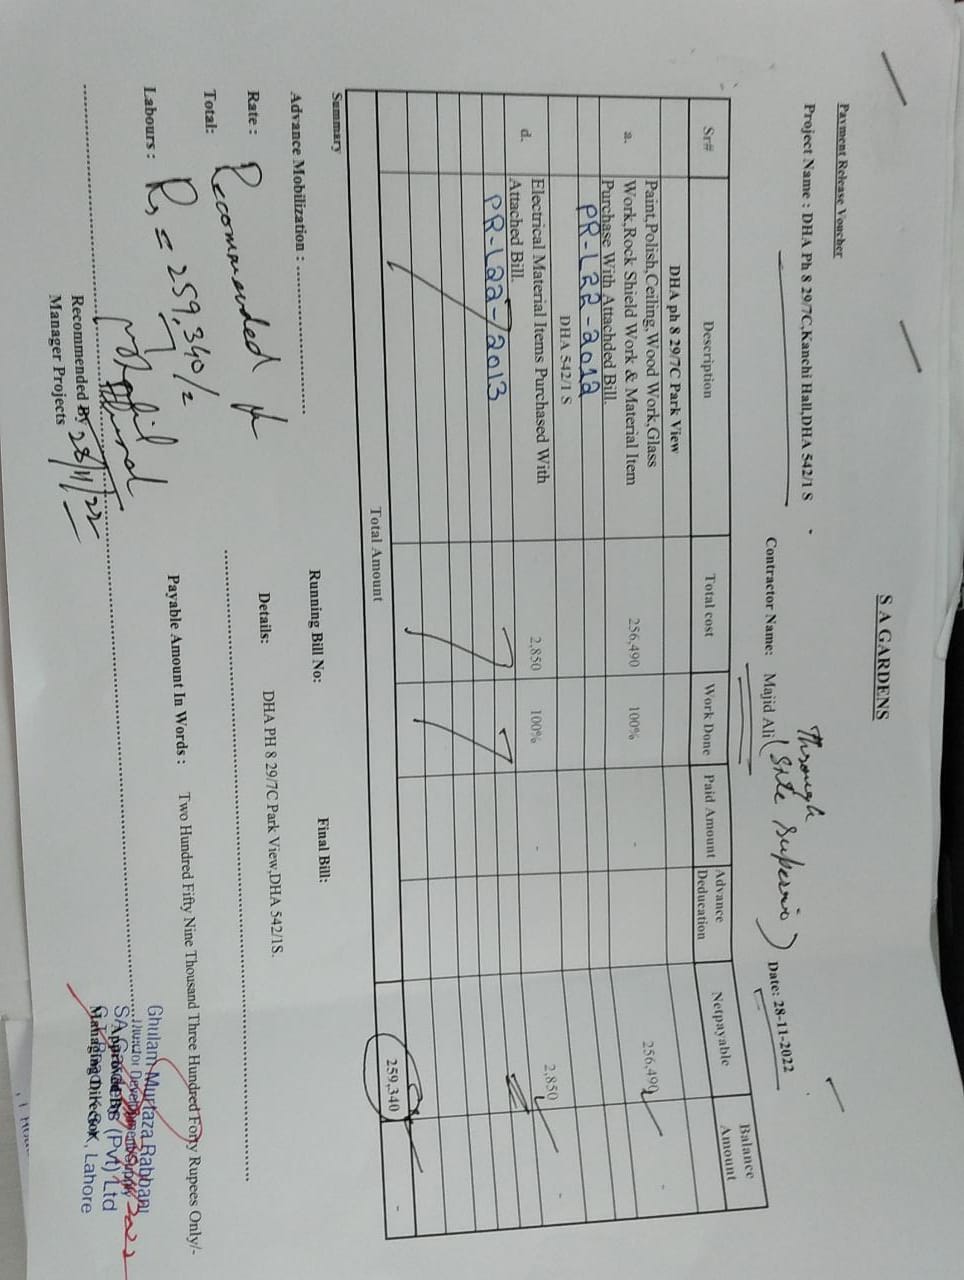 S A GARDENS
Payment Release Voucher
Through
Project Name : DHA Ph 8 29/7C,Kanchi Hall,DHA 542/1 S
Contractor Name: Majid Ali (Site Supervio)
Date: 28-11-2022
Sr# Description Total cost Work Done Paid Amount Advance Deducation Netpayable Balance Amount
DHA ph 8 29/7C Park View
a. Paint,Polish,Ceiling,Wood Work,Glass
Work,Rock Shield Work & Material Item 256,490 100% - 256,490 -
Purchase With Attachded Bill.
PR-L22-2012
DHA 542/1 S
d. Electrical Material Items Purchased With 2,850 100% - 2,850 -
Attached Bill.
PR-L22-2013
Total Amount 259,340 -
Summary
Advance Mobilization : Running Bill No: Final Bill:
Rate : Recommended
Details: DHA PH 8 29/7C Park View,DHA 542/1S.
Total: Rs = 259,340/=
Labours :
Payable Amount In Words : Two Hundred Fifty Nine Thousand Three Hundred Forty Rupees Only/-
Recommended By 28/11/22
Manager Projects
Ghulam Murtaza Rabbani
SA Gardens (Pvt) Ltd
Approved By
Managing Director
G.T Road, KSK, Lahore